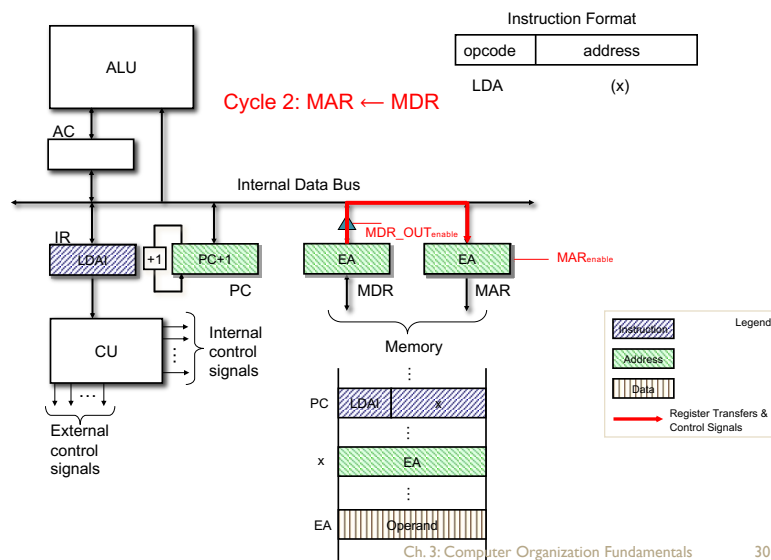 Instruction Format
opcode address
LDA (x)
ALU
Cycle 2: MAR ← MDR
AC
Internal Data Bus
IR
LDAI
+1
PC+1
PC
MDR_OUTenable
EA
MDR
EA
MAR
MARenable
CU
Internal
control
signals
...
External
control
signals
Memory
⋮
PC LDAI x
⋮
x EA
⋮
EA Operand
Legend
Instruction
Address
Data
Register Transfers &
Control Signals
Ch. 3: Computer Organization Fundamentals 30